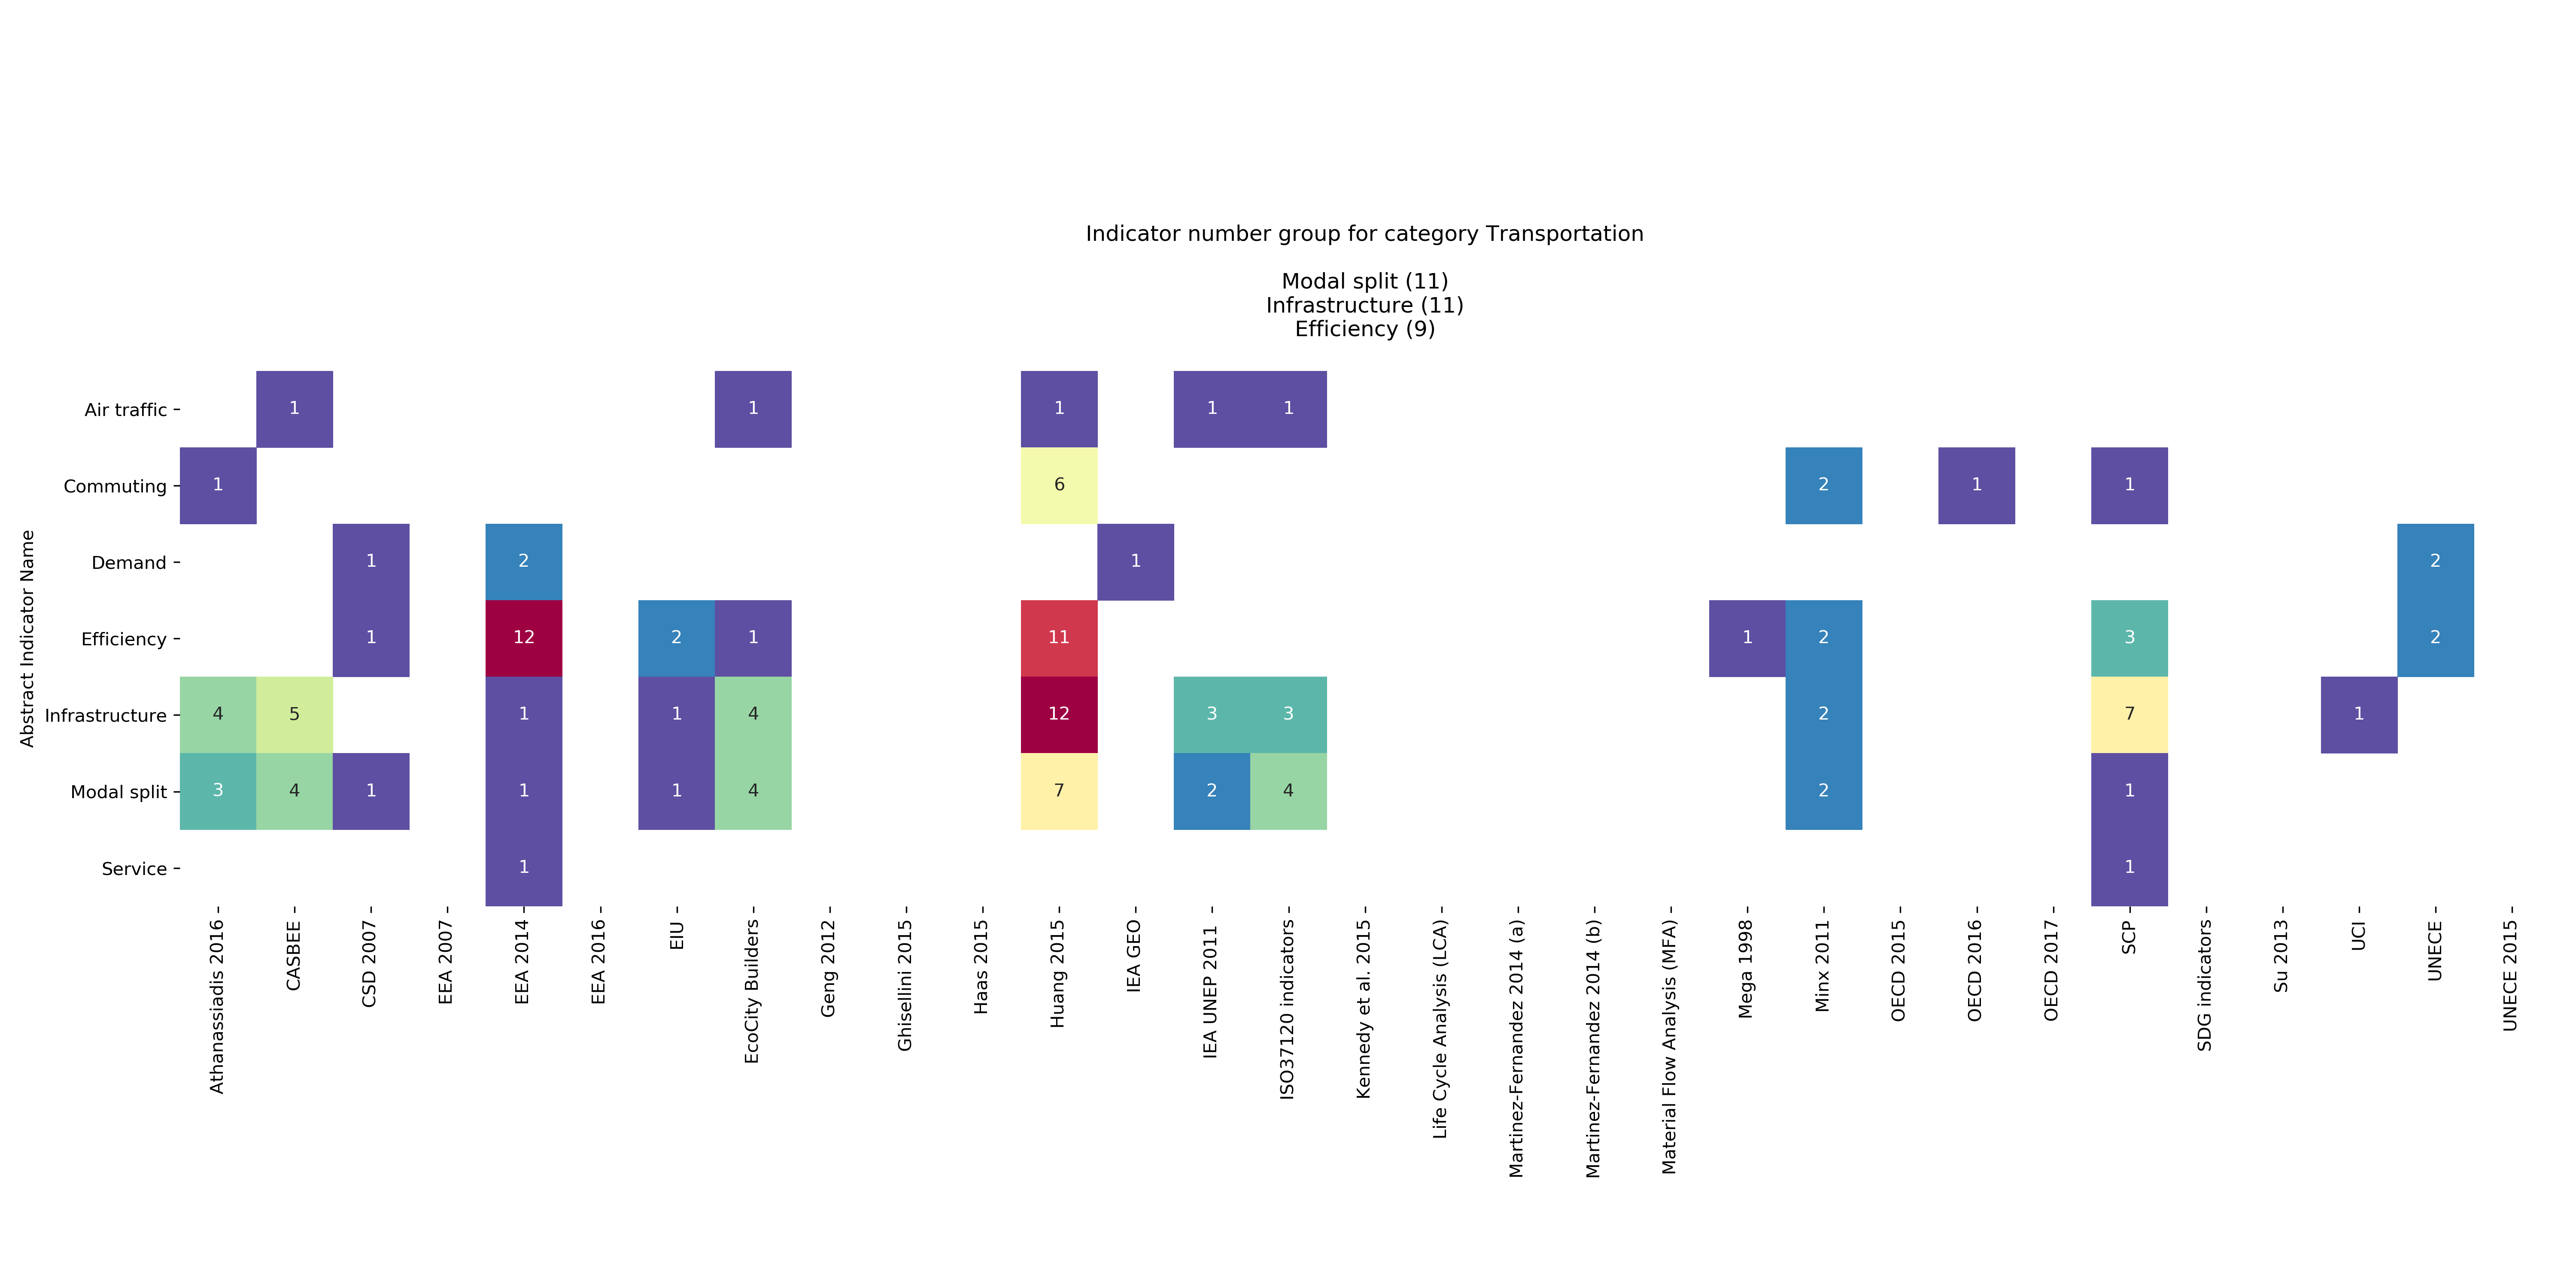 Indicator number group for category Transportation
Modal split (11)
Infrastructure (11)
Efficiency (9)
Abstract Indicator Name
Air traffic 1 1 1 1 1
Commuting 1 6 2 1 1
Demand 1 2 1 2
Efficiency 1 12 2 1 11 1 2 3 2
Infrastructure 4 5 1 1 4 12 3 3 2 7 1
Modal split 3 4 1 1 1 4 7 2 4 2 1
Service 1 1
Athanassiadis 2016
CASBEE
CSD 2007
EEA 2007
EEA 2014
EEA 2016
EIU
EcoCity Builders
Geng 2012
Ghisellini 2015
Haas 2015
Huang 2015
IEA GEO
IEA UNEP 2011
ISO37120 indicators
Kennedy et al. 2015
Life Cycle Analysis (LCA)
Martinez-Fernandez 2014 (a)
Martinez-Fernandez 2014 (b)
Material Flow Analysis (MFA)
Mega 1998
Minx 2011
OECD 2015
OECD 2016
OECD 2017
SCP
SDG indicators
Su 2013
UCI
UNECE
UNECE 2015